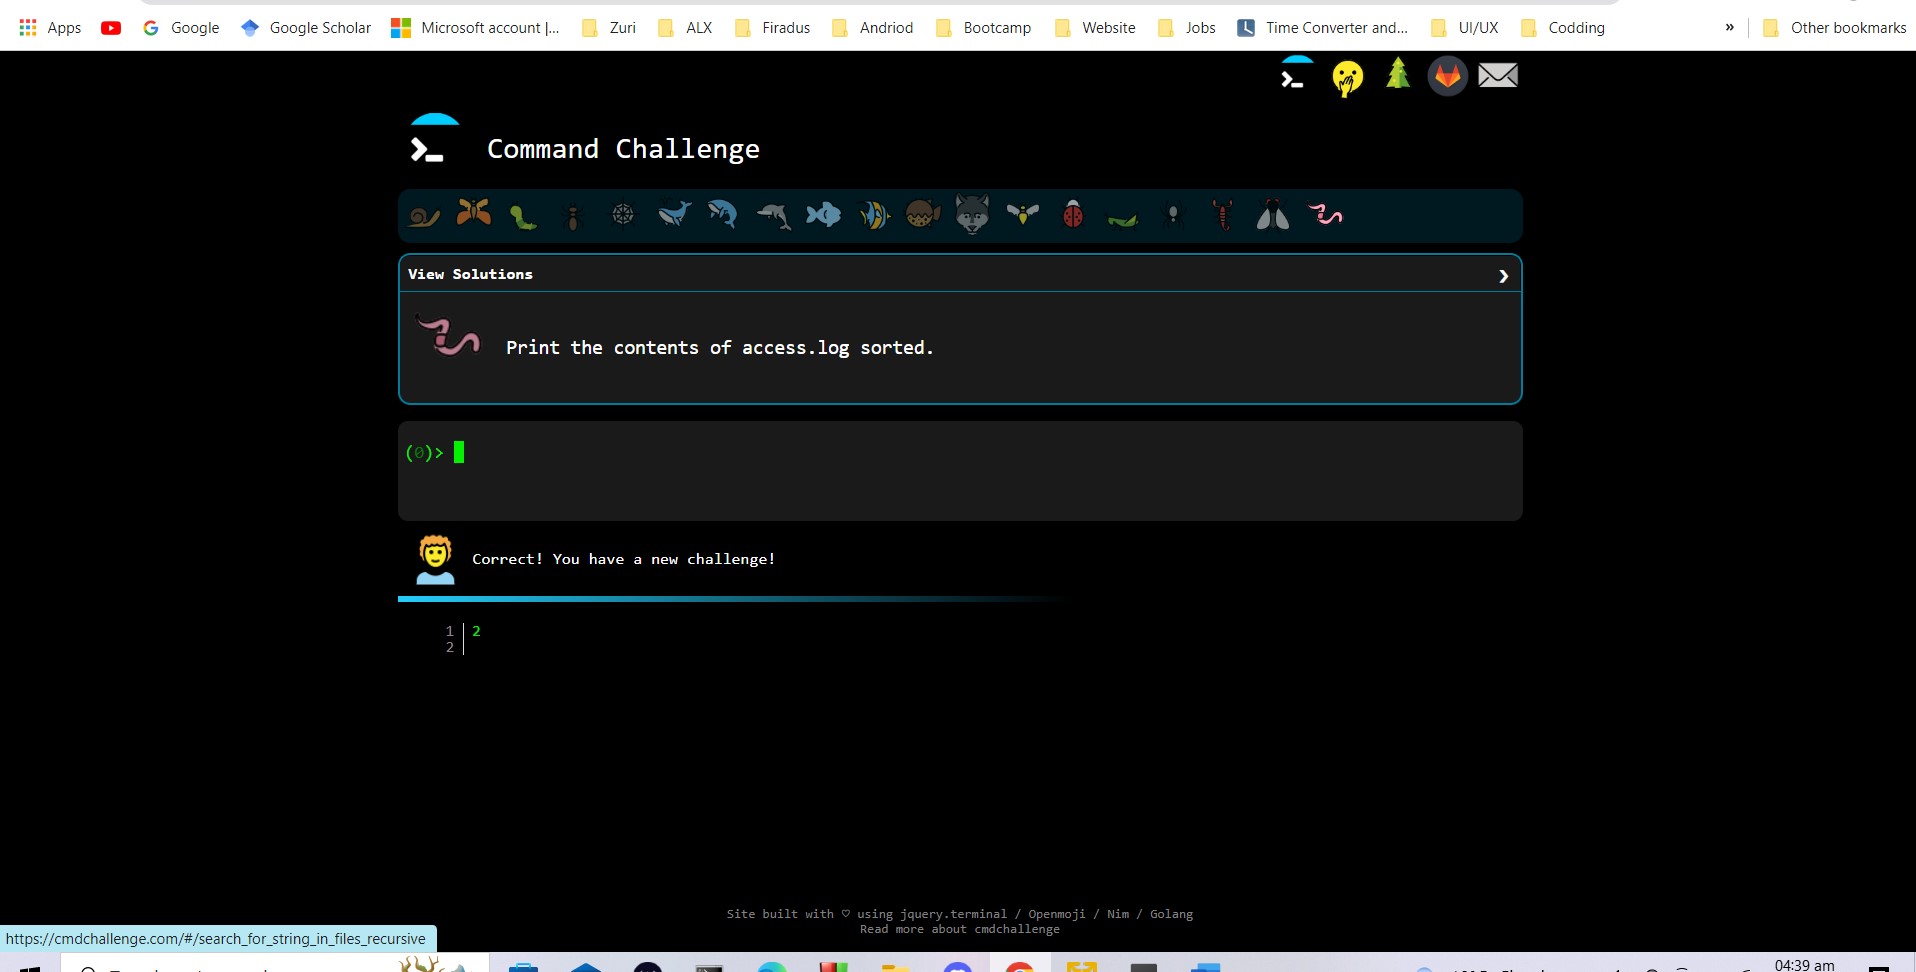 Apps Google Google Scholar Microsoft account |... Zuri ALX Firadus Andriod Bootcamp Website Jobs Time Converter and... UI/UX Codding » Other bookmarks
Command Challenge
View Solutions ❯
Print the contents of access.log sorted.
(0)>
Correct! You have a new challenge!
1 2
2
Site built with ♡ using jquery.terminal / Openmoji / Nim / Golang
Read more about cmdchallenge
https://cmdchallenge.com/#/search_for_string_in_files_recursive
04:39 am